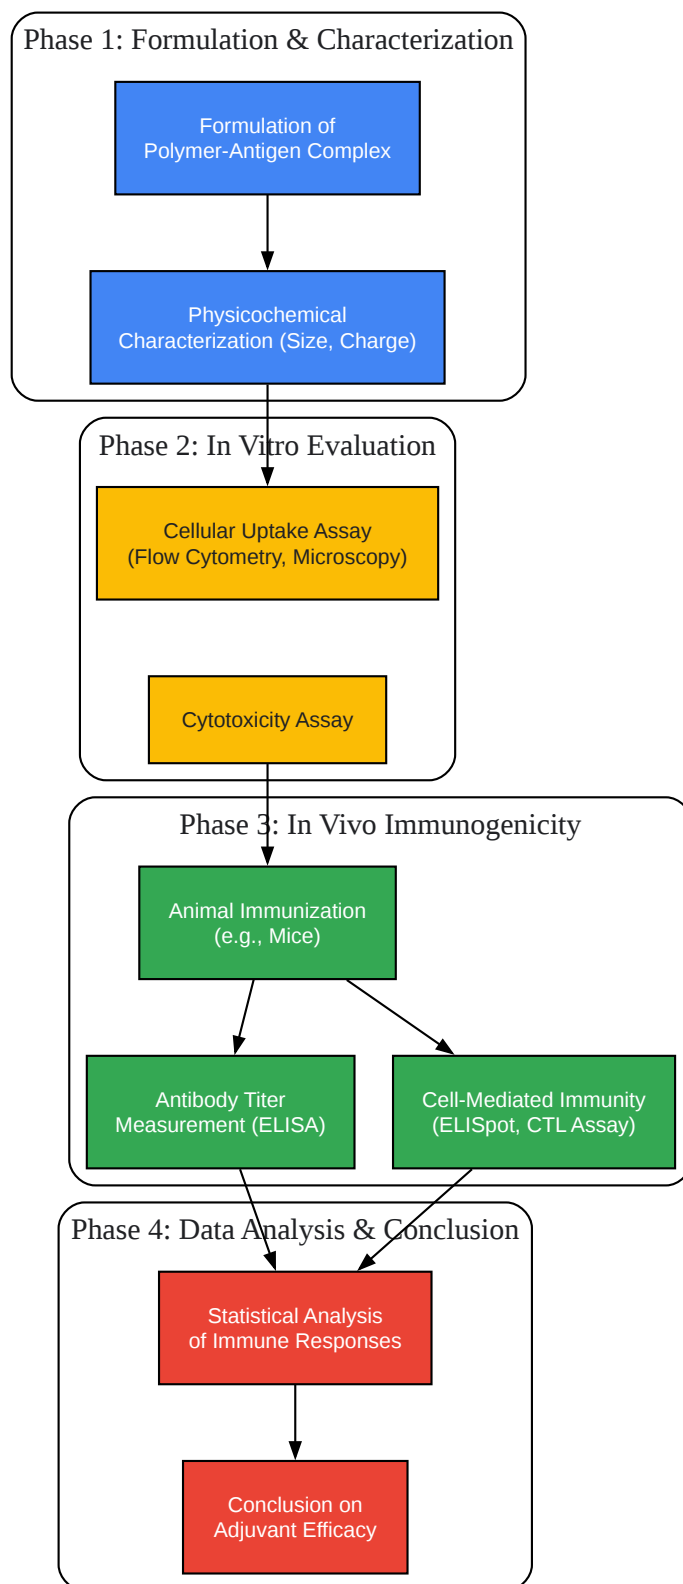 Phase 1: Formulation & Characterization
Formulation of
Polymer-Antigen Complex
Physicochemical
Characterization (Size, Charge)
Phase 2: In Vitro Evaluation
Cellular Uptake Assay
(Flow Cytometry, Microscopy)
Cytotoxicity Assay
Phase 3: In Vivo Immunogenicity
Animal Immunization
(e.g., Mice)
Antibody Titer
Measurement (ELISA)
Cell-Mediated Immunity
(ELISpot, CTL Assay)
Phase 4: Data Analysis & Conclusion
Statistical Analysis
of Immune Responses
Conclusion on
Adjuvant Efficacy